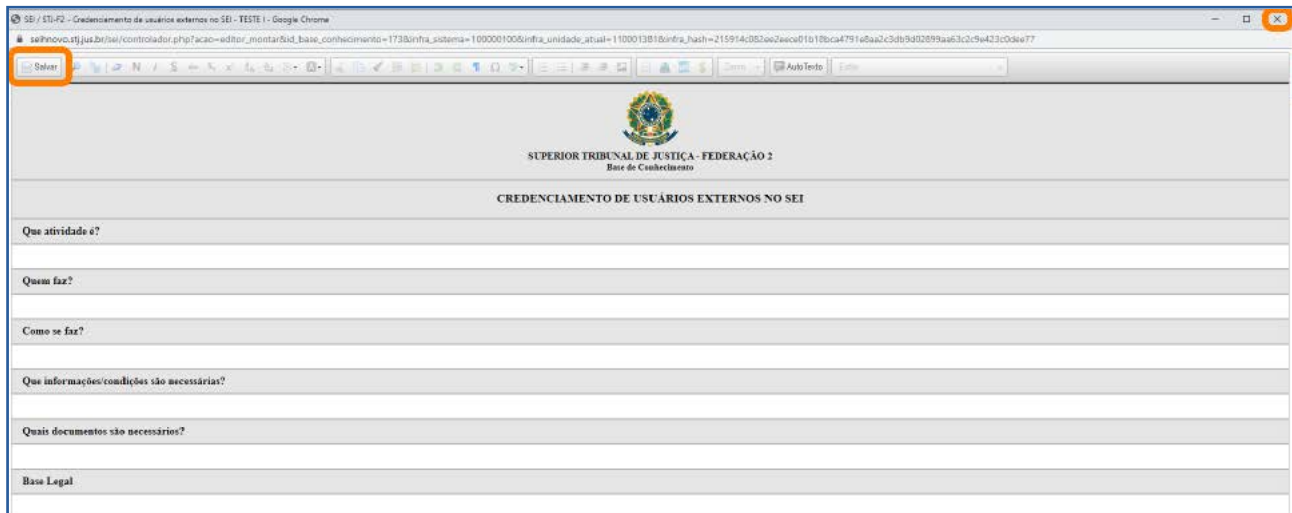 SEI / STJ-F2 - Credenciamento de usuários externos no SEI - TESTE I - Google Chrome
Salvar
AutoTexto
SUPERIOR TRIBUNAL DE JUSTIÇA - FEDERAÇÃO 2
Base de Conhecimento
CREDENCIAMENTO DE USUÁRIOS EXTERNOS NO SEI
Que atividade é?
Quem faz?
Como se faz?
Que informações/condições são necessárias?
Quais documentos são necessários?
Base Legal